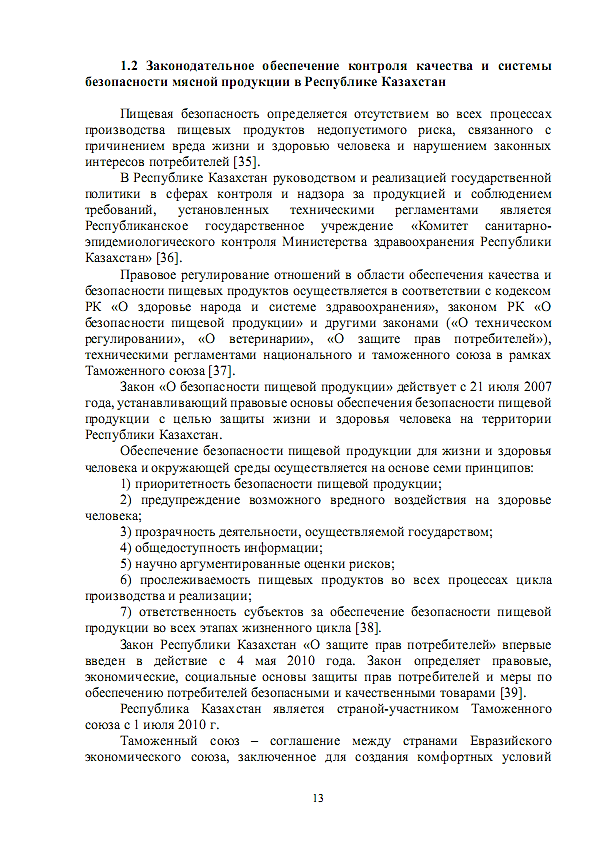 1.2 Законодательное обеспечение контроля качества и системы
безопасности мясной продукции в Республике Казахстан
Пищевая безопасность определяется отсутствием во всех процессах
производства пищевых продуктов недопустимого риска, связанного с
причинением вреда жизни и здоровью человека и нарушением законных
интересов потребителей [35].
В Республике Казахстан руководством и реализацией государственной
политики в сферах контроля и надзора за продукцией и соблюдением
требований, установленных техническими регламентами является
Республиканское государственное учреждение «Комитет санитарно-
эпидемиологического контроля Министерства здравоохранения Республики
Казахстан» [36].
Правовое регулирование отношений в области обеспечения качества и
безопасности пищевых продуктов осуществляется в соответствии с кодексом
РК «О здоровье народа и системе здравоохранения», законом РК «О
безопасности пищевой продукции» и другими законами («О техническом
регулировании», «О ветеринарии», «О защите прав потребителей»),
техническими регламентами национального и таможенного союза в рамках
Таможенного союза [37].
Закон «О безопасности пищевой продукции» действует с 21 июля 2007
года, устанавливающий правовые основы обеспечения безопасности пищевой
продукции с целью защиты жизни и здоровья человека на территории
Республики Казахстан.
Обеспечение безопасности пищевой продукции для жизни и здоровья
человека и окружающей среды осуществляется на основе семи принципов:
1) приоритетность безопасности пищевой продукции;
2) предупреждение возможного вредного воздействия на здоровье
человека;
3) прозрачность деятельности, осуществляемой государством;
4) общедоступность информации;
5) научно аргументированные оценки рисков;
6) прослеживаемость пищевых продуктов во всех процессах цикла
производства и реализации;
7) ответственность субъектов за обеспечение безопасности пищевой
продукции во всех этапах жизненного цикла [38].
Закон Республики Казахстан «О защите прав потребителей» впервые
введен в действие с 4 мая 2010 года. Закон определяет правовые,
экономические, социальные основы защиты прав потребителей и меры по
обеспечению потребителей безопасными и качественными товарами [39].
Республика Казахстан является страной-участником Таможенного
союза с 1 июля 2010 г.
Таможенный союз – соглашение между странами Евразийского
экономического союза, заключенное для создания комфортных условий
13